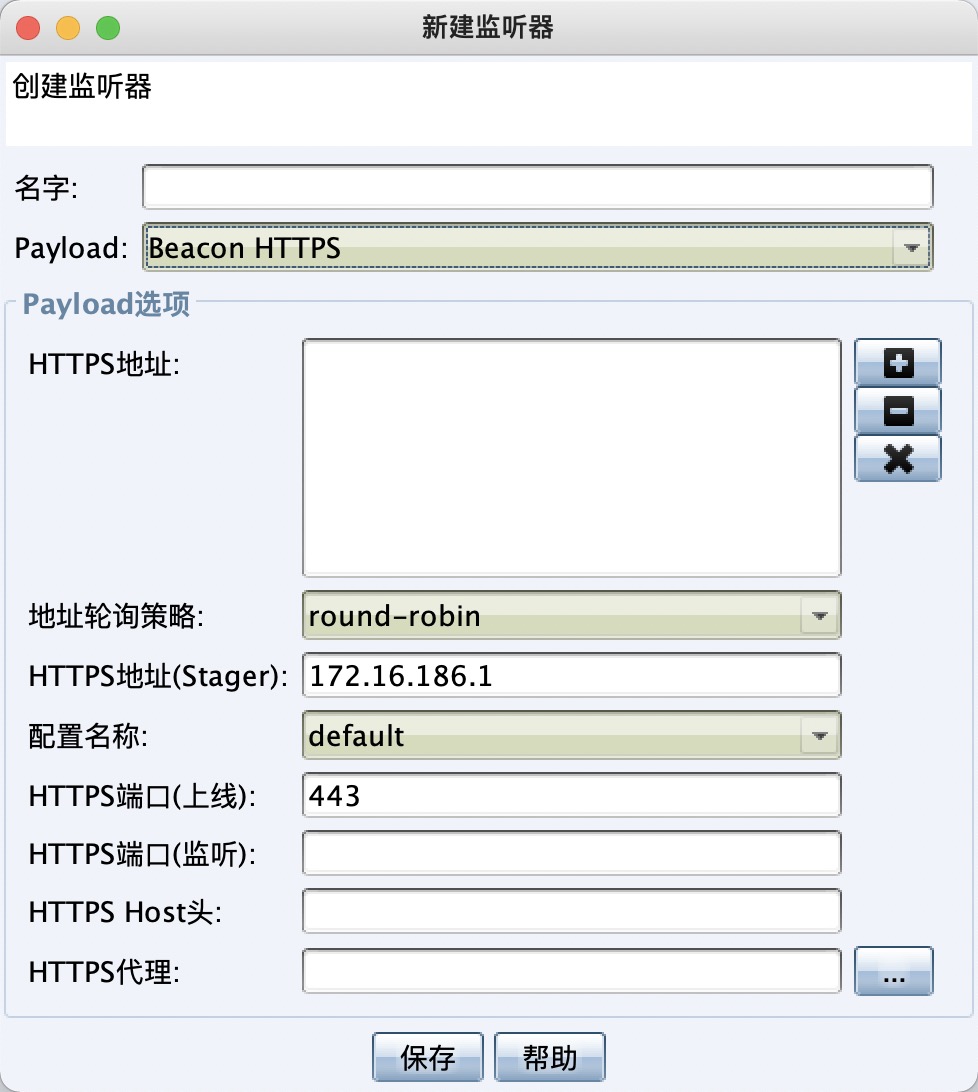 新建监听器
创建监听器
名字:
Payload: Beacon HTTPS
Payload选项
HTTPS地址:
地址轮询策略: round-robin
HTTPS地址(Stager): 172.16.186.1
配置名称: default
HTTPS端口(上线): 443
HTTPS端口(监听):
HTTPS Host头:
HTTPS代理: ...
保存 帮助